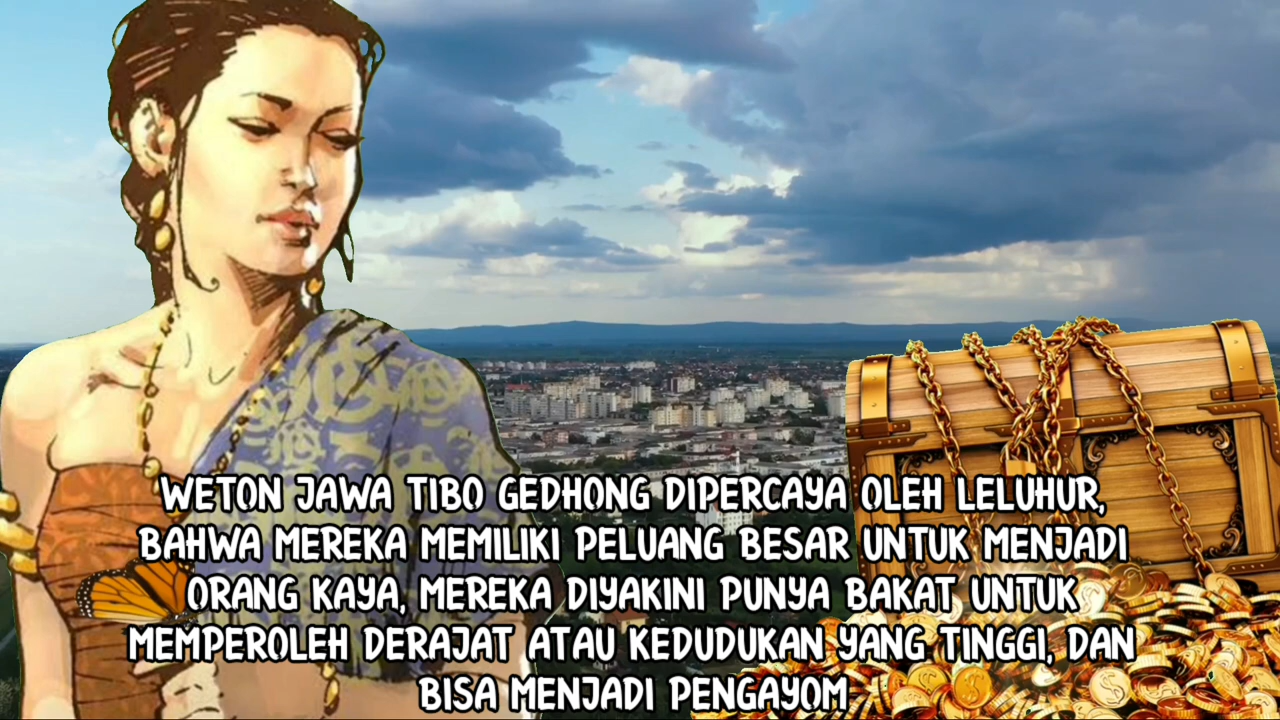 WETON JAWA TIBO GEDHONG DIPERCAYA OLEH LELUHUR,
BAHWA MEREKA MEMILIKI PELUANG BESAR UNTUK MENJADI
ORANG KAYA, MEREKA DIYAKINI PUNYA BAKAT UNTUK
MEMPEROLEH DERAJAT ATAU KEDUDUKAN YANG TINGGI, DAN
BISA MENJADI PENGAYOM